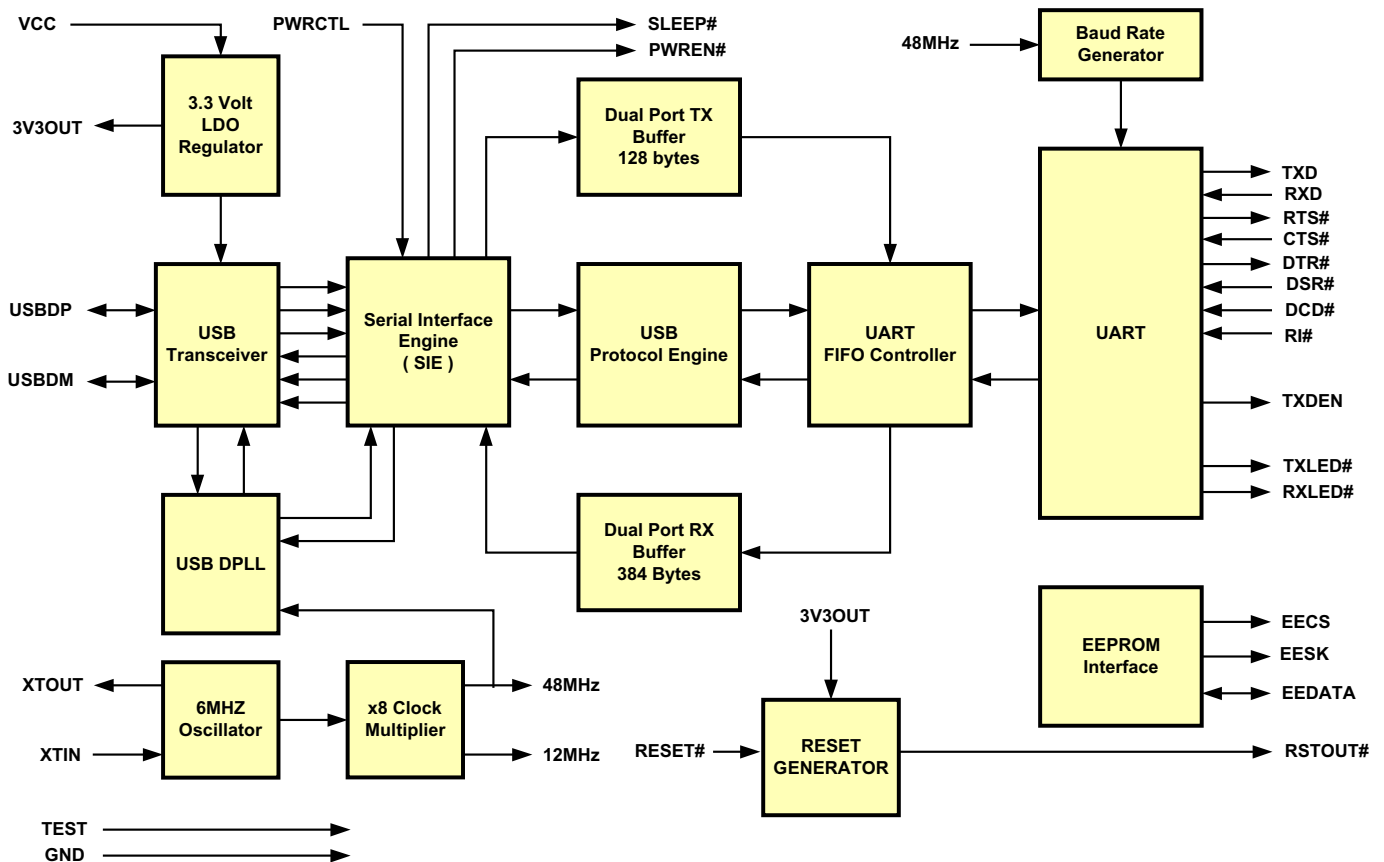 VCC
PWRCTL
SLEEP#
PWREN#
48MHz
Baud Rate
Generator
3.3 Volt
LDO
Regulator
3V3OUT
Dual Port TX
Buffer
128 bytes
USBDP
USBDM
USB
Transceiver
Serial Interface
Engine
( SIE )
USB
Protocol Engine
UART
FIFO Controller
UART
TXD
RXD
RTS#
CTS#
DTR#
DSR#
DCD#
RI#
TXDEN
TXLED#
RXLED#
USB DPLL
Dual Port RX
Buffer
384 Bytes
XTOUT
XTIN
6MHZ
Oscillator
x8 Clock
Multiplier
48MHz
12MHz
3V3OUT
RESET#
RESET
GENERATOR
RSTOUT#
EEPROM
Interface
EECS
EESK
EEDATA
TEST
GND